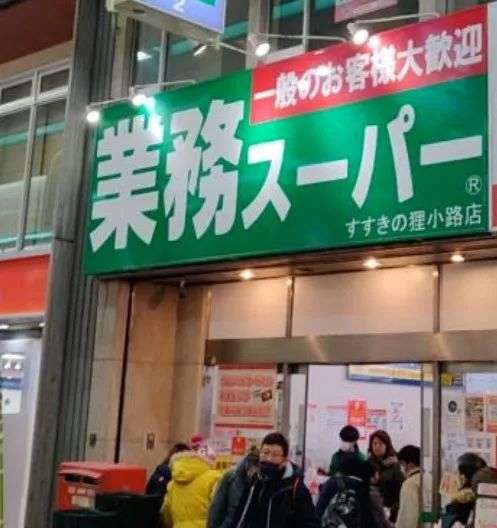 2
一般のお客様大歓迎
業務スーパー®
すすきの狸小路店